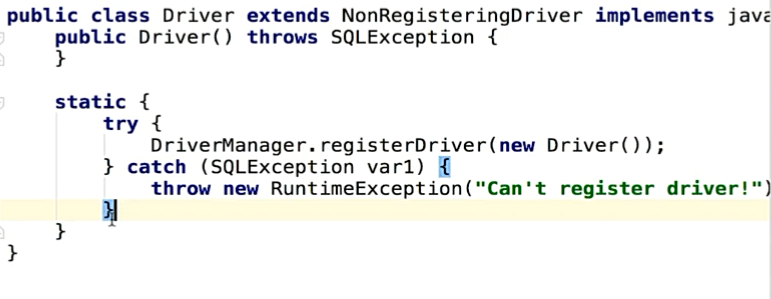 public class Driver extends NonRegisteringDriver implements java
public Driver() throws SQLException {
}
static {
try {
DriverManager.registerDriver(new Driver());
} catch (SQLException var1) {
throw new RuntimeException("Can't register driver!")
}
}
}